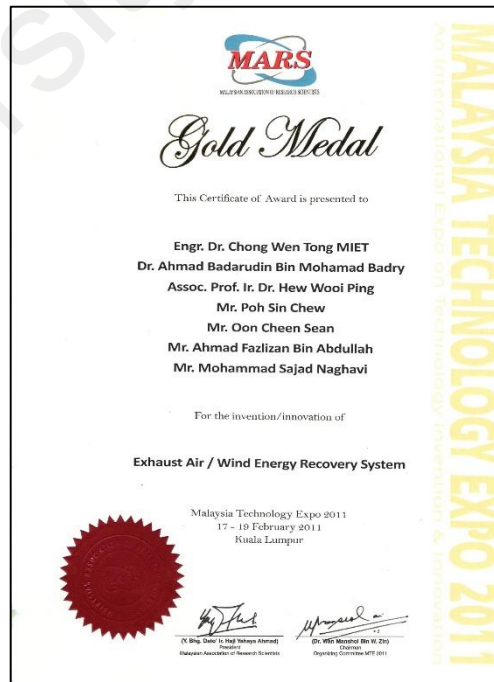 MARS
MALAYSIAN ASSOCIATION OF RESEARCH SCIENTISTS
Gold Medal
This Certificate of Award is presented to
Engr. Dr. Chong Wen Tong MIET
Dr. Ahmad Badarudin Bin Mohamad Badry
Assoc. Prof. Ir. Dr. Hew Wooi Ping
Mr. Poh Sin Chew
Mr. Oon Cheen Sean
Mr. Ahmad Fazlizan Bin Abdullah
Mr. Mohammad Sajad Naghavi
For the invention/innovation of
Exhaust Air / Wind Energy Recovery System
Malaysia Technology Expo 2011
17 - 19 February 2011
Kuala Lumpur
(Y. Bhg. Dato' Ir. Haji Yahaya Ahmad)
President
Malaysian Association of Research Scientists
(Dr. Wan Manshol Bin W. Zin)
Chairman
Organizing Committee MTE 2011
MALAYSIA TECHNOLOGY EXPO 2011
An International Expo on Technology Invention & Innovation